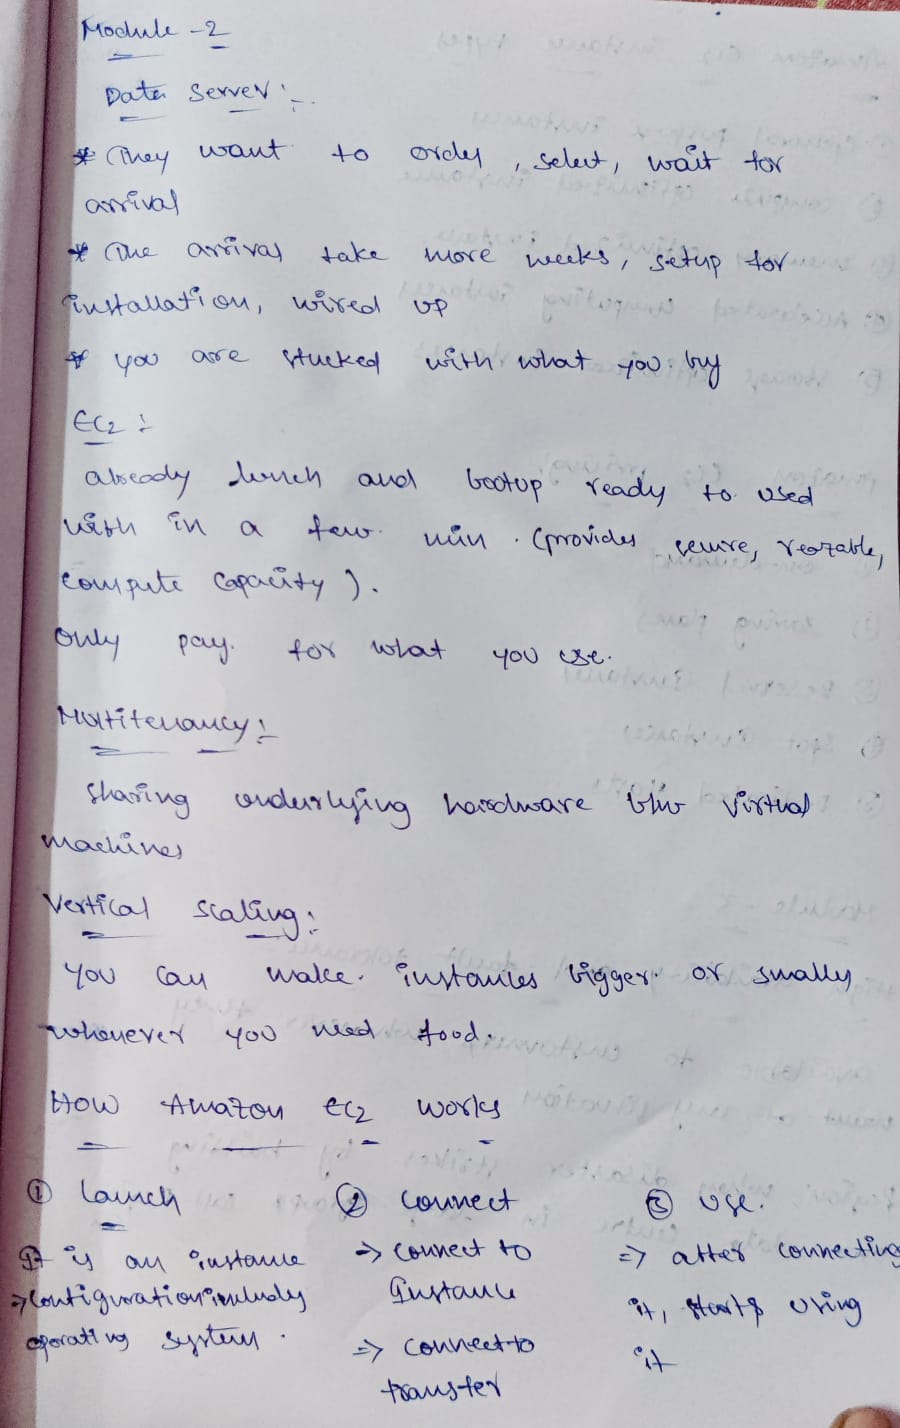 Module - 2
Data Server :-
* They want to order, select, wait for
arrival
* The arrival take more weeks, setup for
installation, wired up
* you are stucked with what you by
EC2 :
already lunch and bootup ready to used
with in a few min. (provides secure, resizable,
compute capacity).
only pay for what you use.
Multitenancy :
Sharing underlying hardware b/w virtual
machines
Vertical Scaling :
You can make instances bigger or smally
whenever you need
How Amazon EC2 works
① Launch ② connect ③ use.
It is an instance => connect to => after connecting
=> Configuration includy instance it, starts using
operating system. => connect to it
transfer